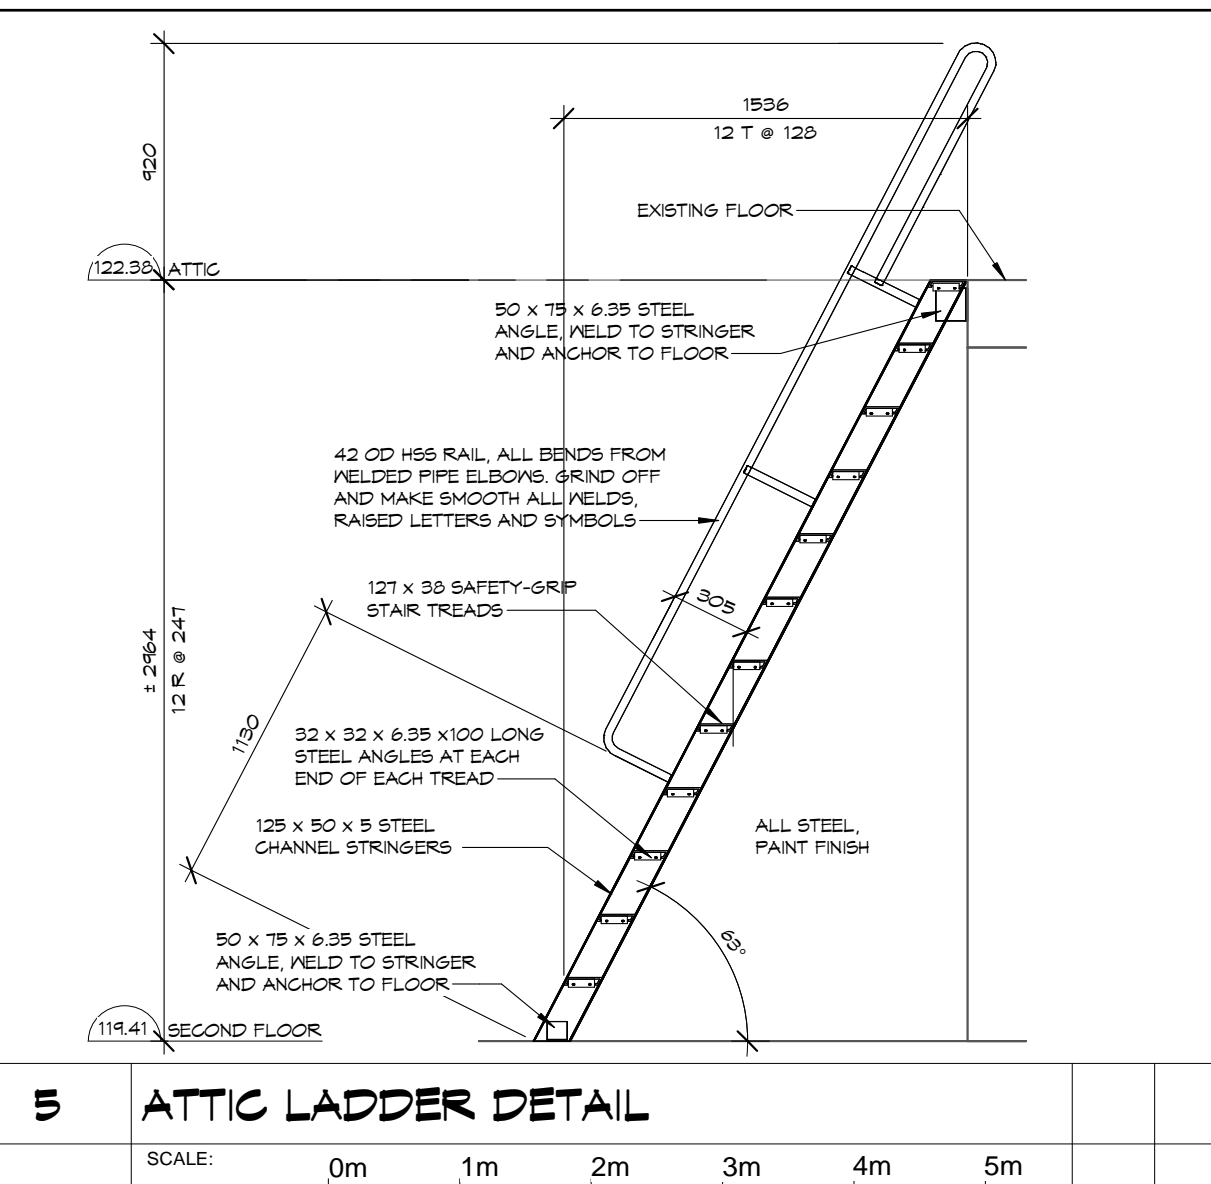 920
1536
12 T @ 128
EXISTING FLOOR
122.38 ATTIC
50 x 75 x 6.35 STEEL
ANGLE, WELD TO STRINGER
AND ANCHOR TO FLOOR
42 OD HSS RAIL, ALL BENDS FROM
WELDED PIPE ELBOWS. GRIND OFF
AND MAKE SMOOTH ALL WELDS,
RAISED LETTERS AND SYMBOLS
127 x 38 SAFETY-GRIP
STAIR TREADS
305
± 2964
12 R @ 247
1130
32 x 32 x 6.35 x100 LONG
STEEL ANGLES AT EACH
END OF EACH TREAD
125 x 50 x 5 STEEL
CHANNEL STRINGERS
ALL STEEL,
PAINT FINISH
63°
50 x 75 x 6.35 STEEL
ANGLE, WELD TO STRINGER
AND ANCHOR TO FLOOR
119.41 SECOND FLOOR
5 ATTIC LADDER DETAIL
SCALE: 0m 1m 2m 3m 4m 5m